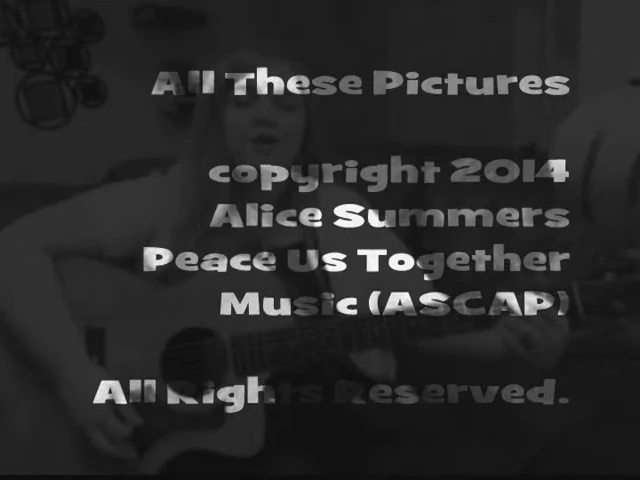 All These Pictures
copyright 2014
Alice Summers
Peace Us Together
Music (ASCAP)
All Rights Reserved.